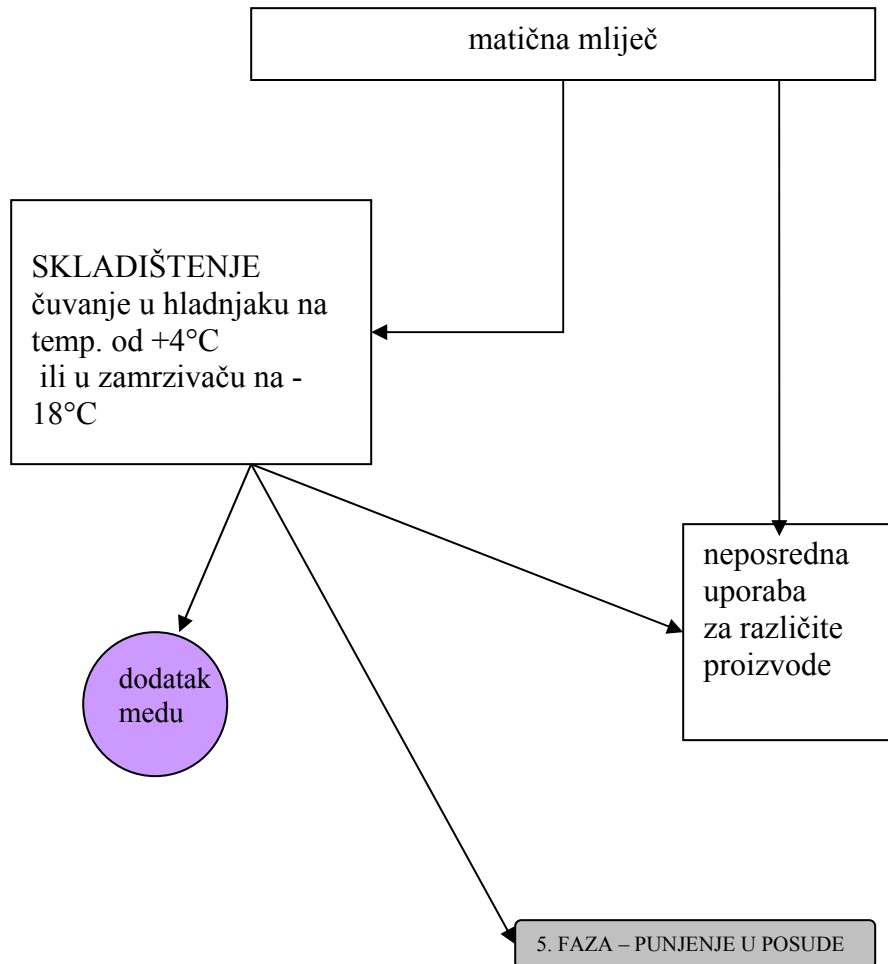 matična mliječ
SKLADIŠTENJE
čuvanje u hladnjaku na
temp. od +4°C
ili u zamrzivaču na -
18°C
neposredna
uporaba
za različite
proizvode
dodatak
medu
5. FAZA – PUNJENJE U POSUDE